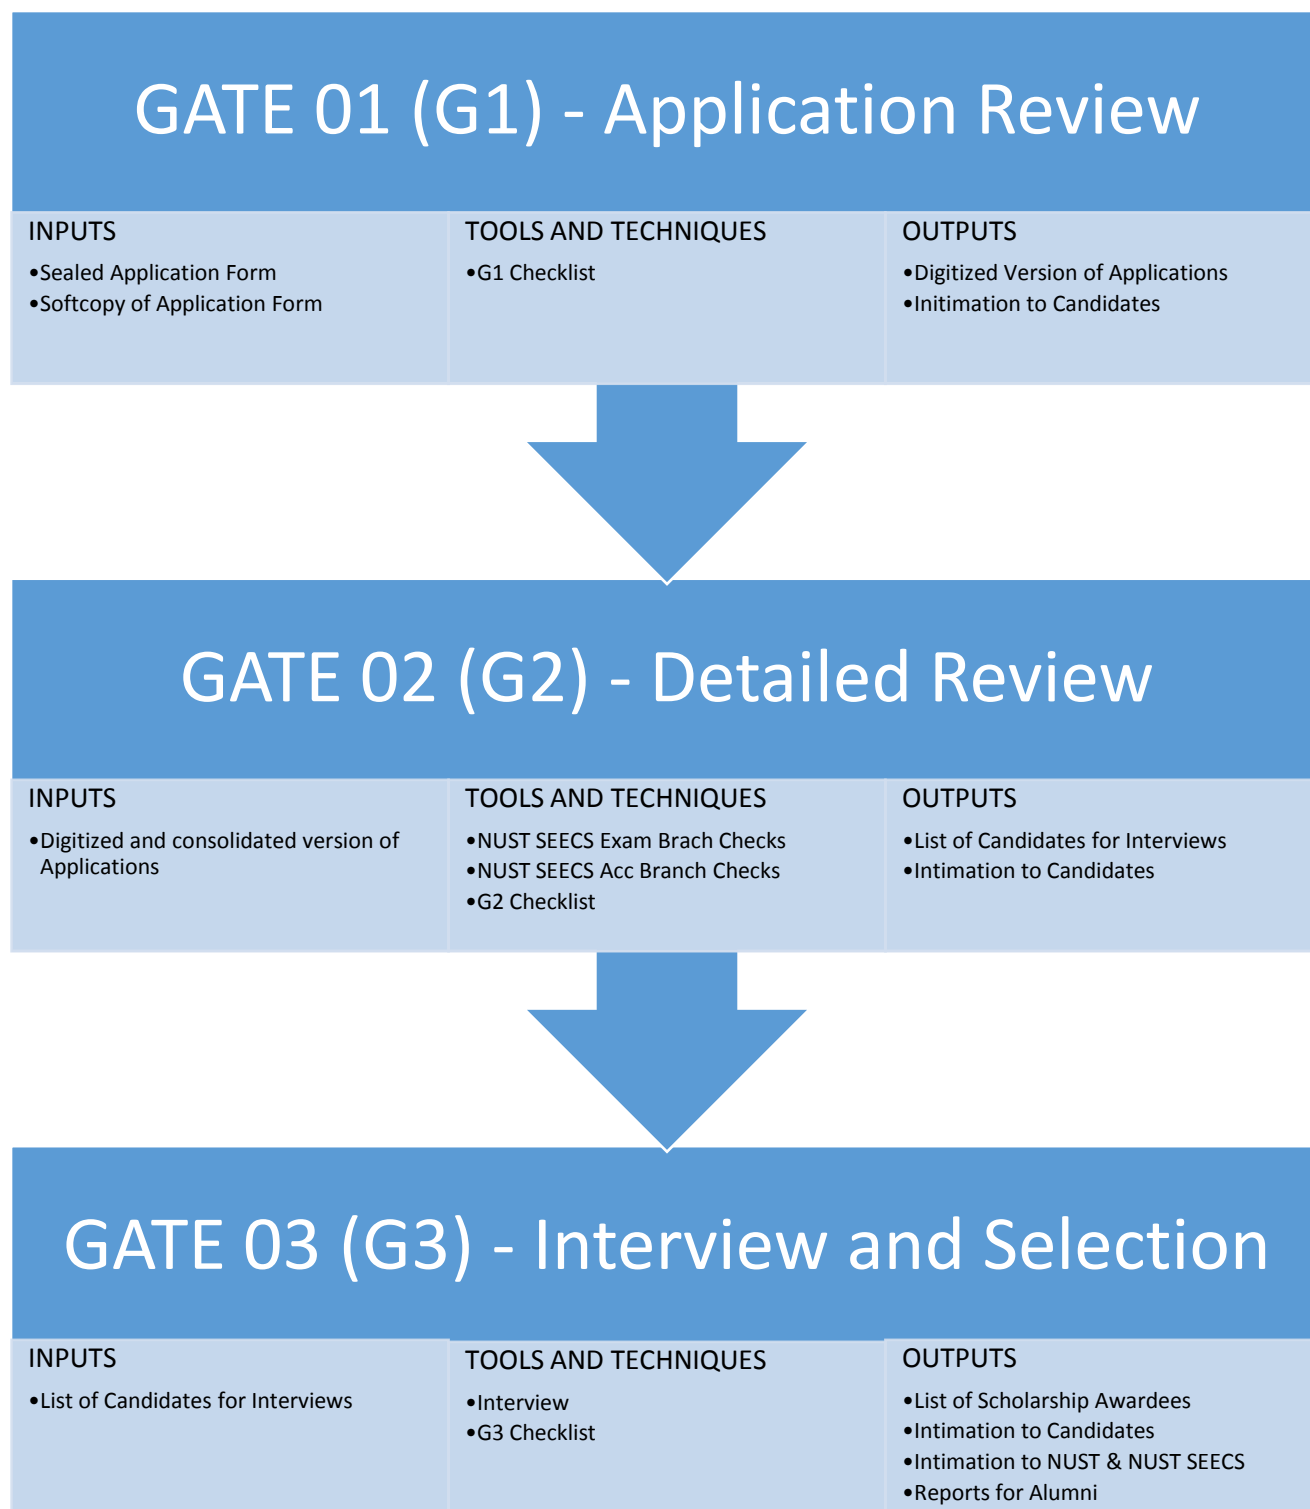 GATE 01 (G1) - Application Review
INPUTS
•Sealed Application Form
•Softcopy of Application Form
TOOLS AND TECHNIQUES
•G1 Checklist
OUTPUTS
•Digitized Version of Applications
•Initimation to Candidates
GATE 02 (G2) - Detailed Review
INPUTS
•Digitized and consolidated version of
Applications
TOOLS AND TECHNIQUES
•NUST SEECS Exam Brach Checks
•NUST SEECS Acc Branch Checks
•G2 Checklist
OUTPUTS
•List of Candidates for Interviews
•Intimation to Candidates
GATE 03 (G3) - Interview and Selection
INPUTS
•List of Candidates for Interviews
TOOLS AND TECHNIQUES
•Interview
•G3 Checklist
OUTPUTS
•List of Scholarship Awardees
•Intimation to Candidates
•Intimation to NUST & NUST SEECS
•Reports for Alumni